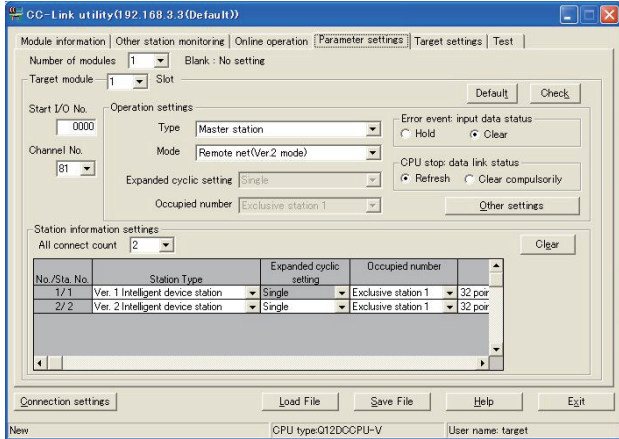 CC-Link utility(192.168.3.3(Default))
Module information Other station monitoring Online operation Parameter settings Target settings Test
Number of modules 1 Blank : No setting
Target module 1 Slot
Default Check
Start I/O No. Operation settings Error event: input data status
0000 Type Master station Hold Clear
Channel No. Mode Remote net(Ver.2 mode) CPU stop: data link status
81 Expanded cyclic setting Single Refresh Clear compulsorily
Occupied number Exclusive station 1 Other settings
Station information settings
All connect count 2 Clear
No./Sta. No. Station Type Expanded cyclic setting Occupied number
1/1 Ver. 1 Intelligent device station Single Exclusive station 1 32 poir
2/2 Ver. 2 Intelligent device station Single Exclusive station 1 32 poir
Connection settings Load File Save File Help Exit
New CPU type:Q12DCCPU-V User name: target